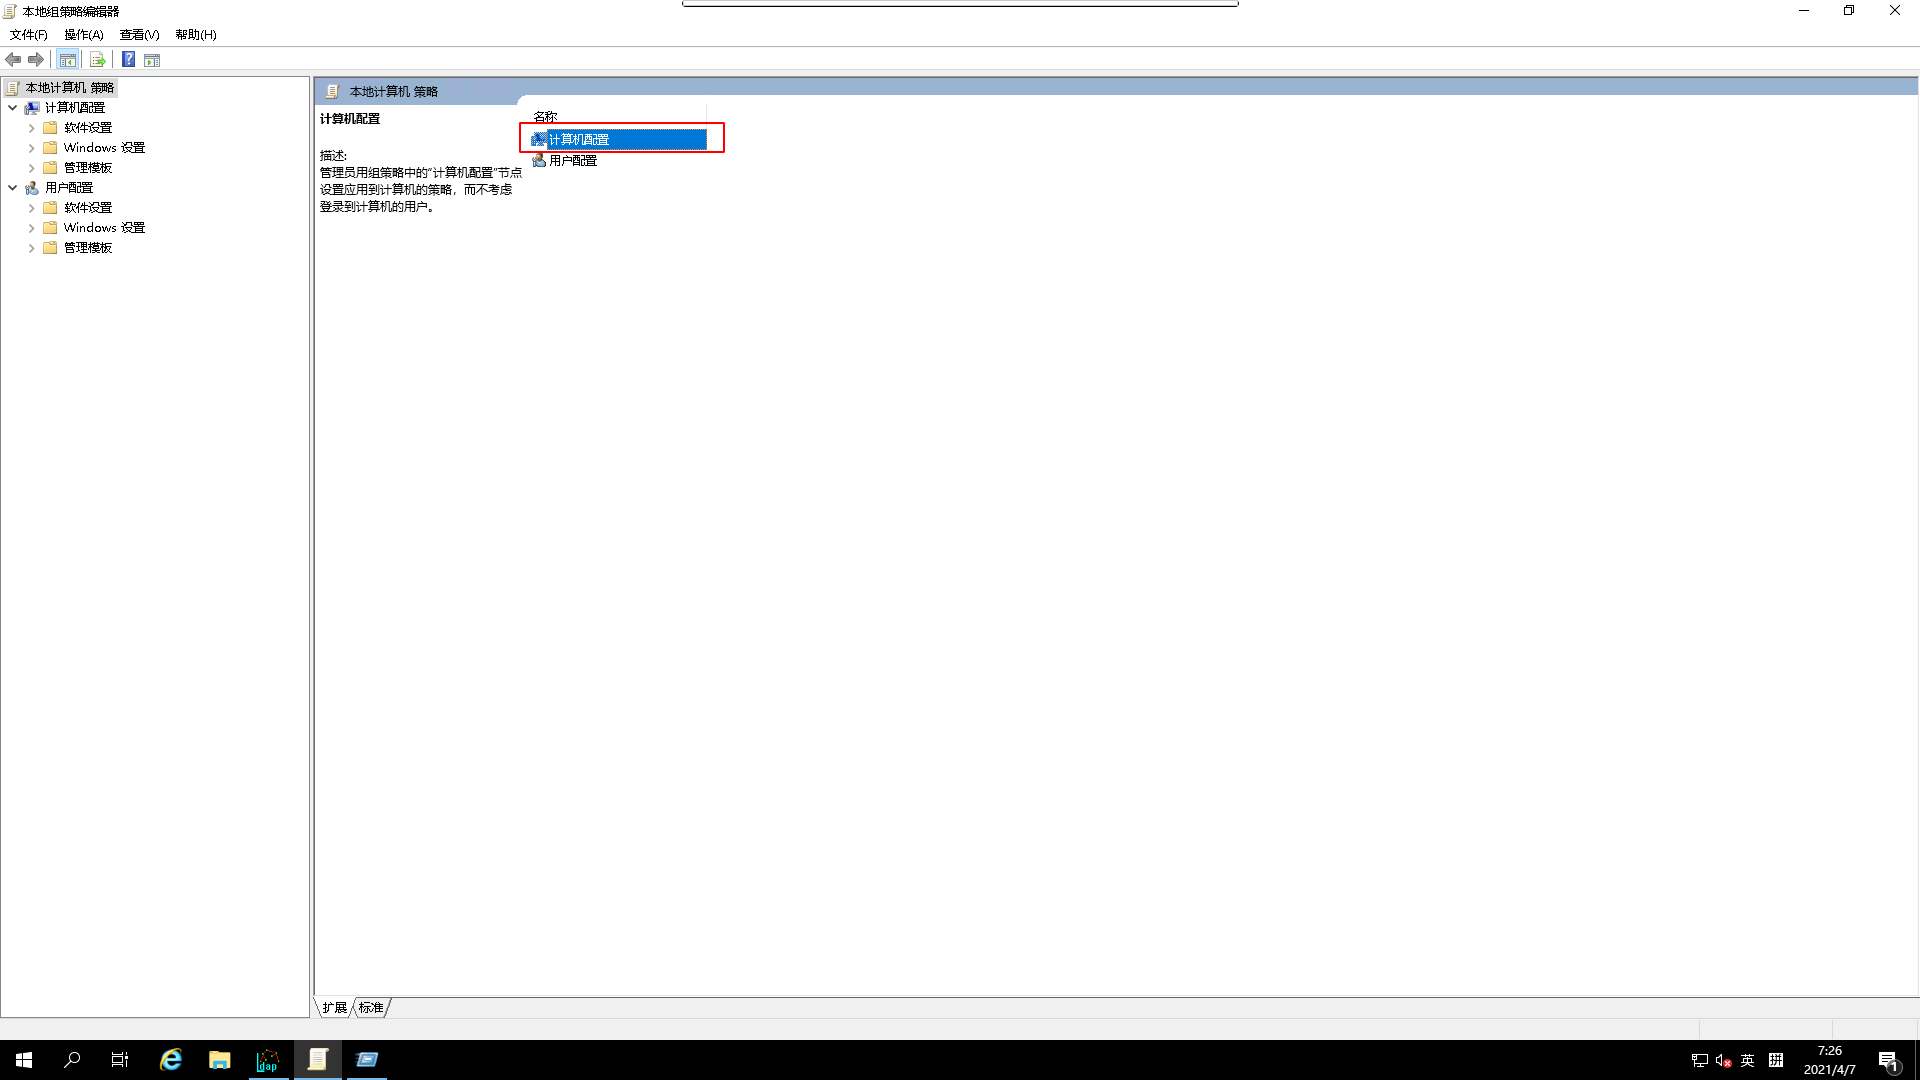 本地组策略编辑器
文件(F) 操作(A) 查看(V) 帮助(H)
本地计算机 策略
计算机配置
软件设置
Windows 设置
管理模板
用户配置
软件设置
Windows 设置
管理模板
本地计算机 策略
计算机配置
描述:
管理员用组策略中的"计算机配置"节点
设置应用到计算机的策略，而不考虑
登录到计算机的用户。
名称
计算机配置
用户配置
扩展 标准
ldap
英
拼
7:26
2021/4/7
1